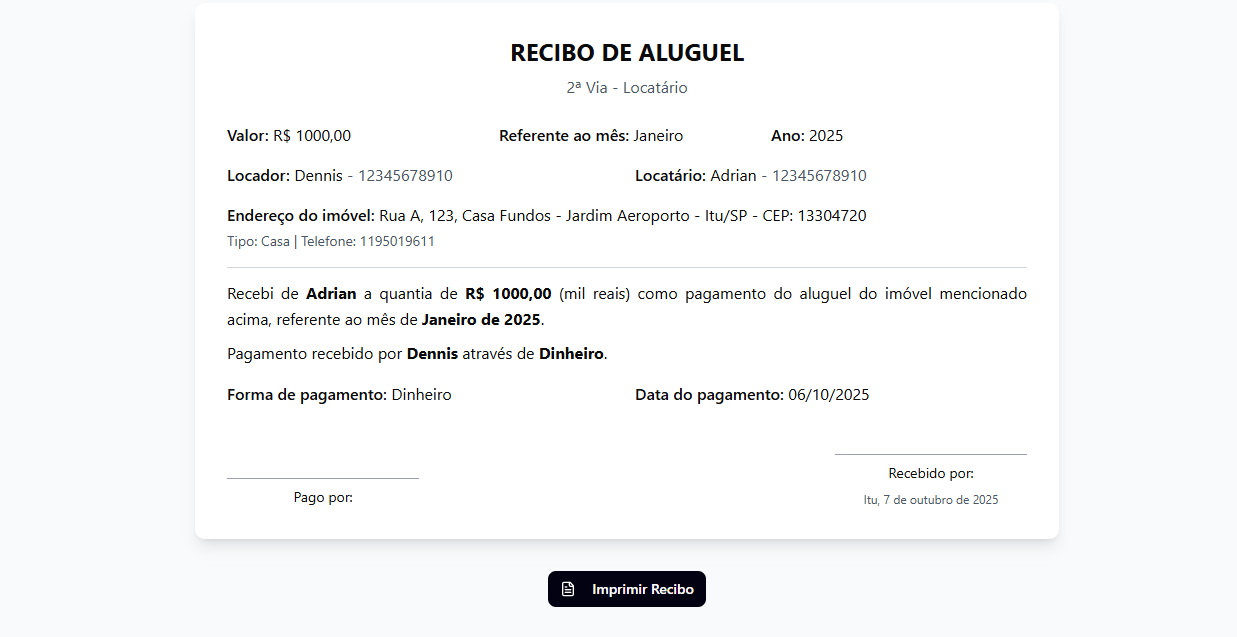 RECIBO DE ALUGUEL
2ª Via - Locatário
Valor: R$ 1000,00 Referente ao mês: Janeiro Ano: 2025
Locador: Dennis - 12345678910 Locatário: Adrian - 12345678910
Endereço do imóvel: Rua A, 123, Casa Fundos - Jardim Aeroporto - Itu/SP - CEP: 13304720
Tipo: Casa | Telefone: 1195019611
Recebi de Adrian a quantia de R$ 1000,00 (mil reais) como pagamento do aluguel do imóvel mencionado
acima, referente ao mês de Janeiro de 2025.
Pagamento recebido por Dennis através de Dinheiro.
Forma de pagamento: Dinheiro Data do pagamento: 06/10/2025
Pago por:
Recebido por:
Itu, 7 de outubro de 2025
Imprimir Recibo